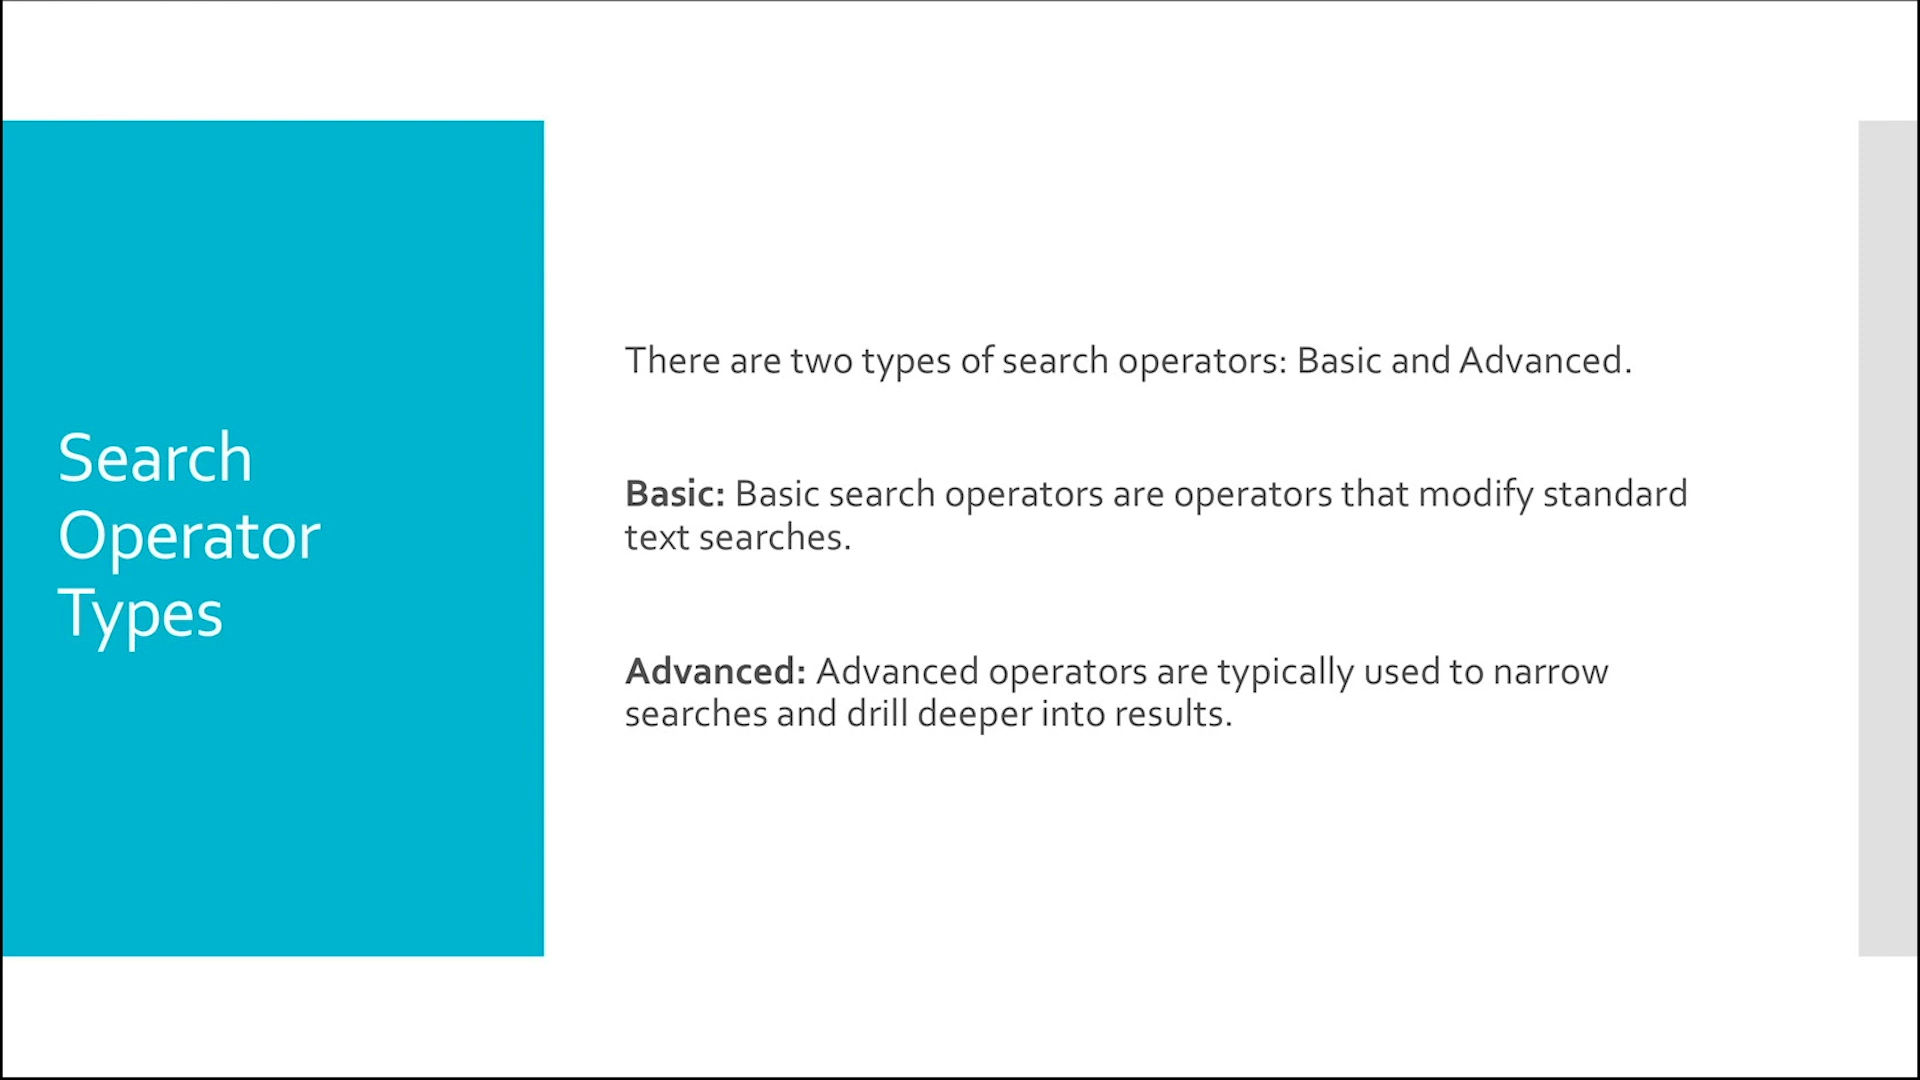 Search
Operator
Types
There are two types of search operators: Basic and Advanced.
Basic: Basic search operators are operators that modify standard
text searches.
Advanced: Advanced operators are typically used to narrow
searches and drill deeper into results.